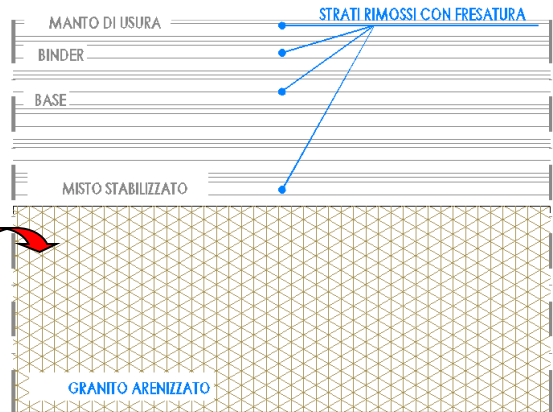 STRATI RIMOSSI CON FRESATURA
MANTO DI USURA
BINDER
BASE
MISTO STABILIZZATO
GRANITO ARENIZZATO